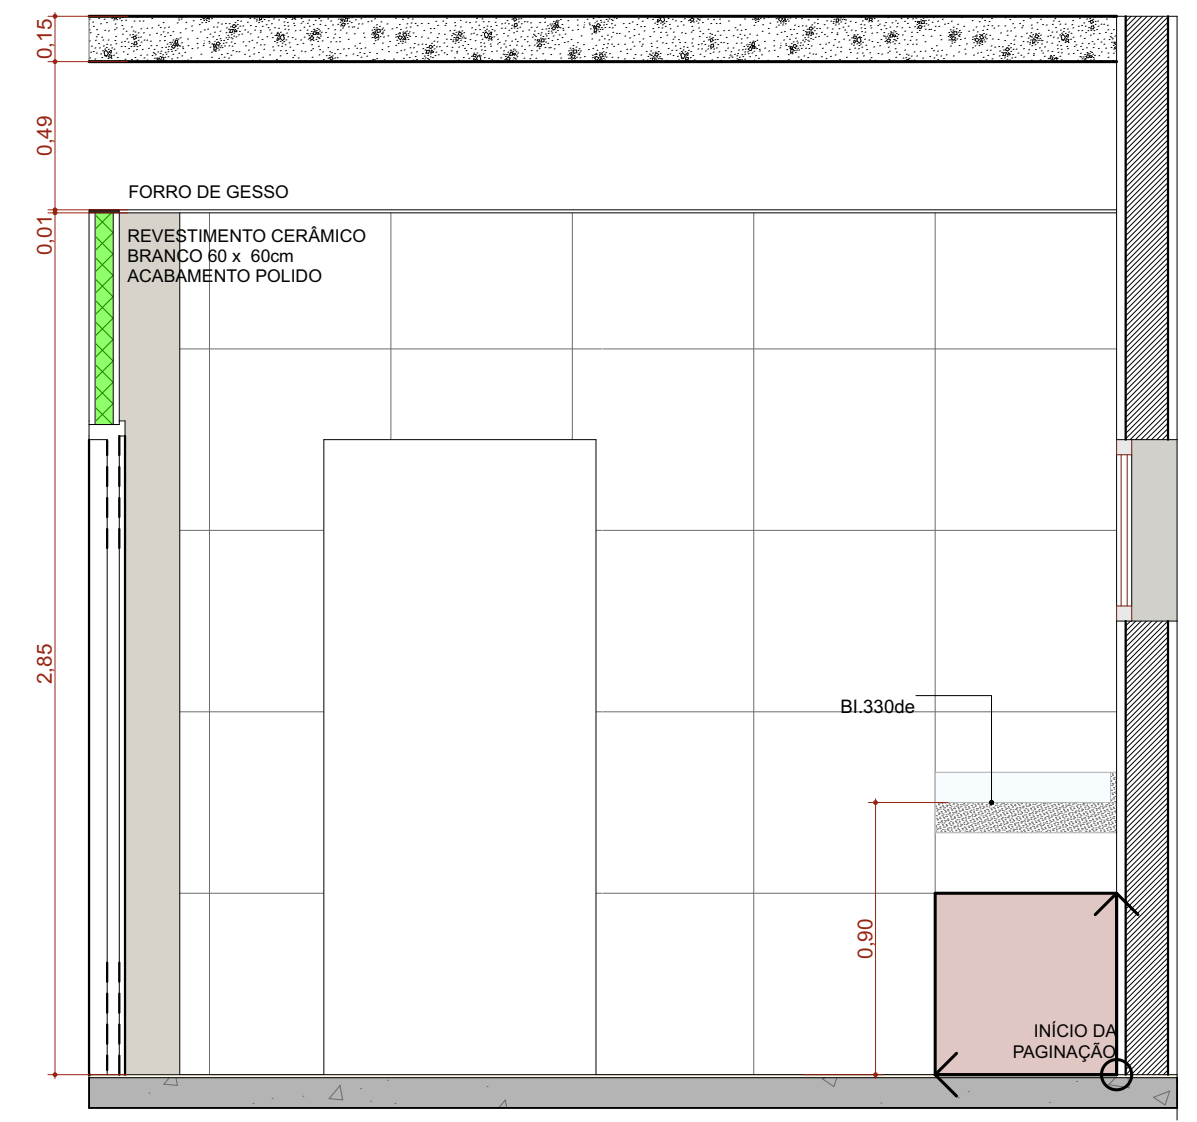 0,15
0,49
FORRO DE GESSO
0,01
REVESTIMENTO CERÂMICO
BRANCO 60 x  60cm
ACABAMENTO POLIDO
2,85
BI.330de
0,90
INÍCIO DA
PAGINAÇÃO